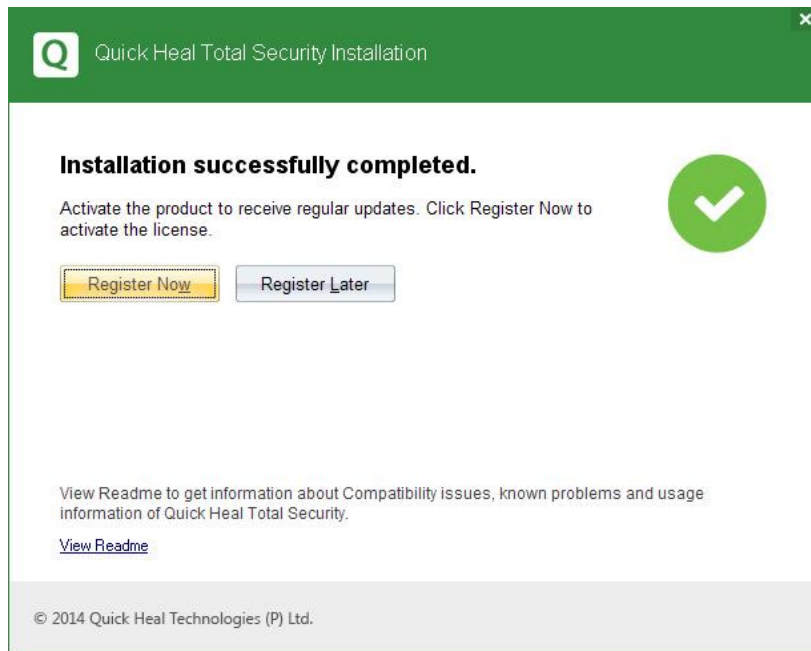 Q Quick Heal Total Security Installation
Installation successfully completed.
Activate the product to receive regular updates. Click Register Now to
activate the license.
Register Now Register Later
View Readme to get information about Compatibility issues, known problems and usage
information of Quick Heal Total Security.
View Readme
© 2014 Quick Heal Technologies (P) Ltd.